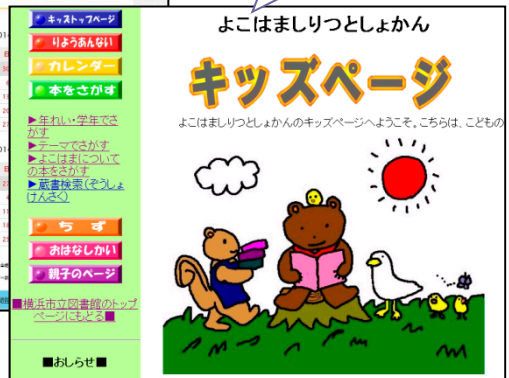 キッズトップページ
りようあんない
カレンダー
本をさがす
▶年れい・学年でさ
がす
▶テーマでさがす
▶よこはまについて
の本をさがす
▶蔵書検索(ぞうしょ
けんさく)
ちず
おはなしかい
親子のページ
■横浜市立図書館のトップ
ページにもどる■
■おしらせ■
よこはましりつとしょかん
キッズページ
よこはましりつとしょかんのキッズページへようこそ。こちらは、こどもの